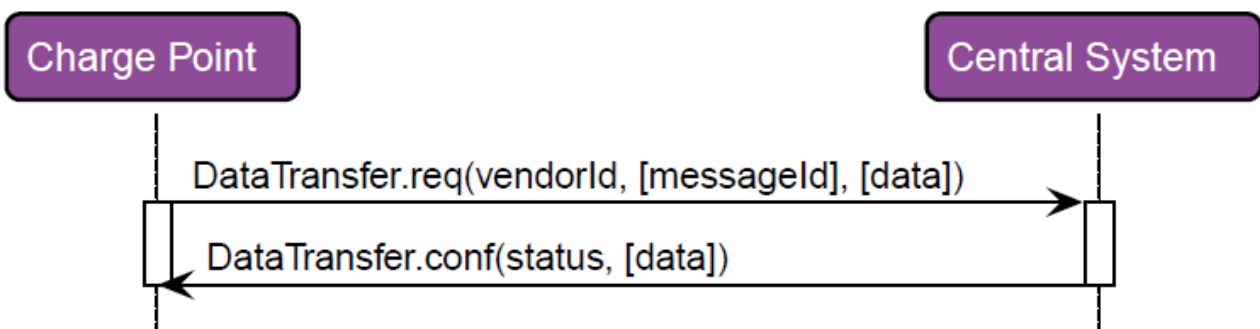 Charge Point
Central System
DataTransfer.req(vendorId, [messageId], [data])
DataTransfer.conf(status, [data])